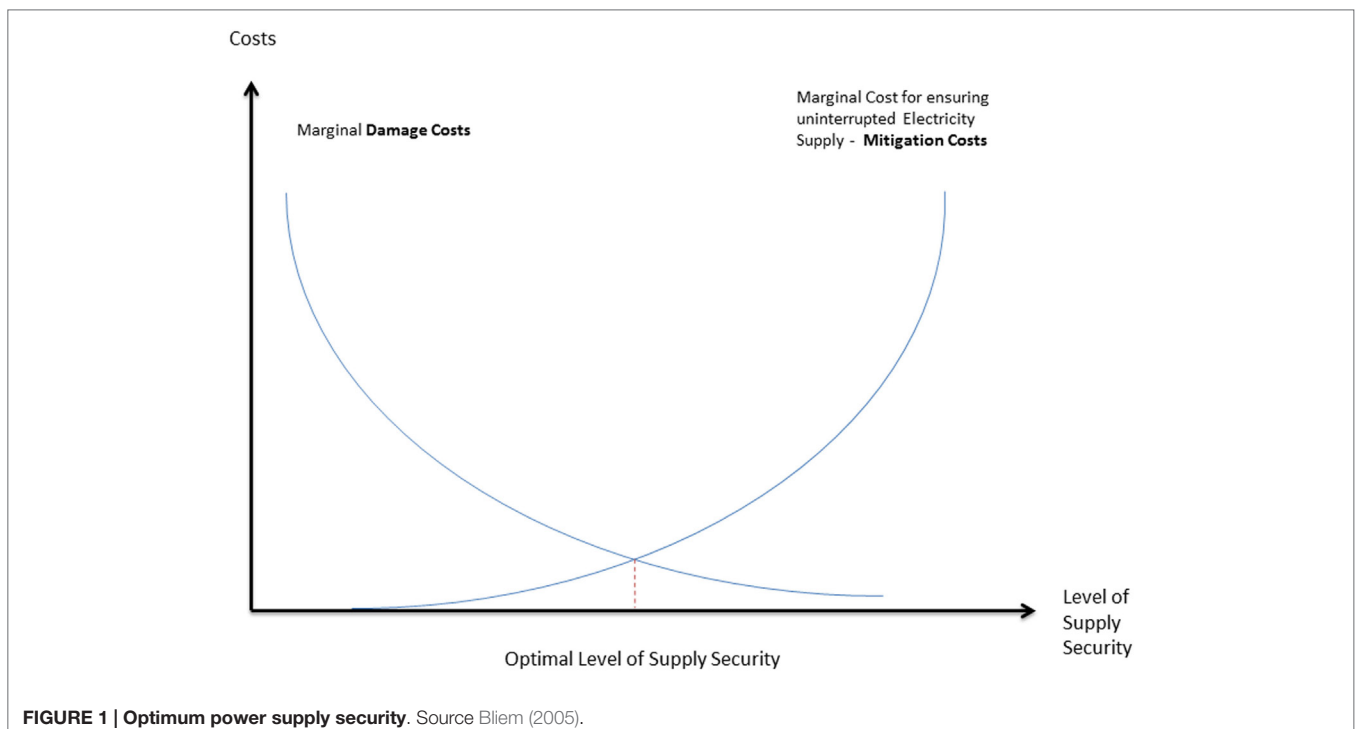 Costs
Marginal Damage Costs
Marginal Cost for ensuring
uninterrupted Electricity
Supply - Mitigation Costs
Level of
Supply
Security
Optimal Level of Supply Security
FIGURE 1 | Optimum power supply security. Source Bliem (2005).